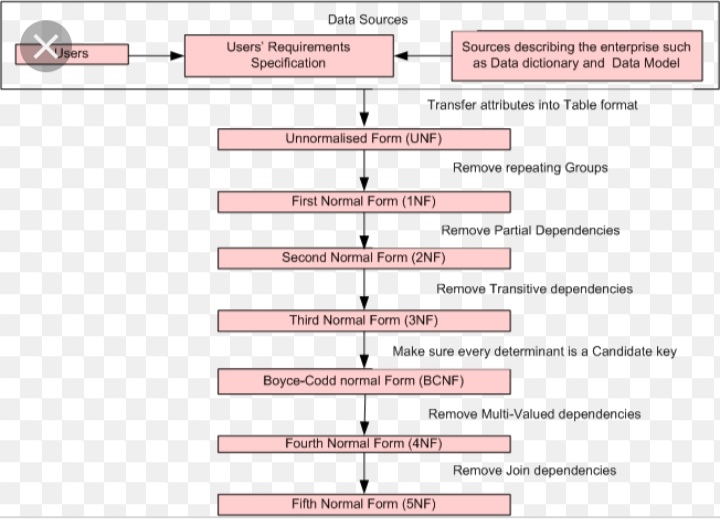 Data Sources
Users
Users' Requirements
Specification
Sources describing the enterprise such
as Data dictionary and Data Model
Transfer attributes into Table format
Unnormalised Form (UNF)
Remove repeating Groups
First Normal Form (1NF)
Remove Partial Dependencies
Second Normal Form (2NF)
Remove Transitive dependencies
Third Normal Form (3NF)
Make sure every determinant is a Candidate key
Boyce-Codd normal Form (BCNF)
Remove Multi-Valued dependencies
Fourth Normal Form (4NF)
Remove Join dependencies
Fifth Normal Form (5NF)